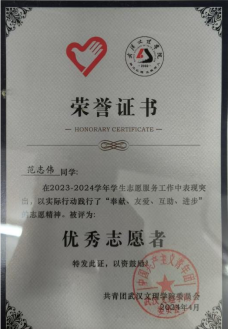 荣誉证书
HONORARY CERTIFICATE
范志伟 同学：
在2023-2024学年学生志愿服务工作中表现突
出，以实际行动践行了“奉献、友爱、互助、进步”
志愿精神，被评为：
优秀志愿者
特发此证，以资鼓励！
共青团武汉文理学院委员会
2024年4月